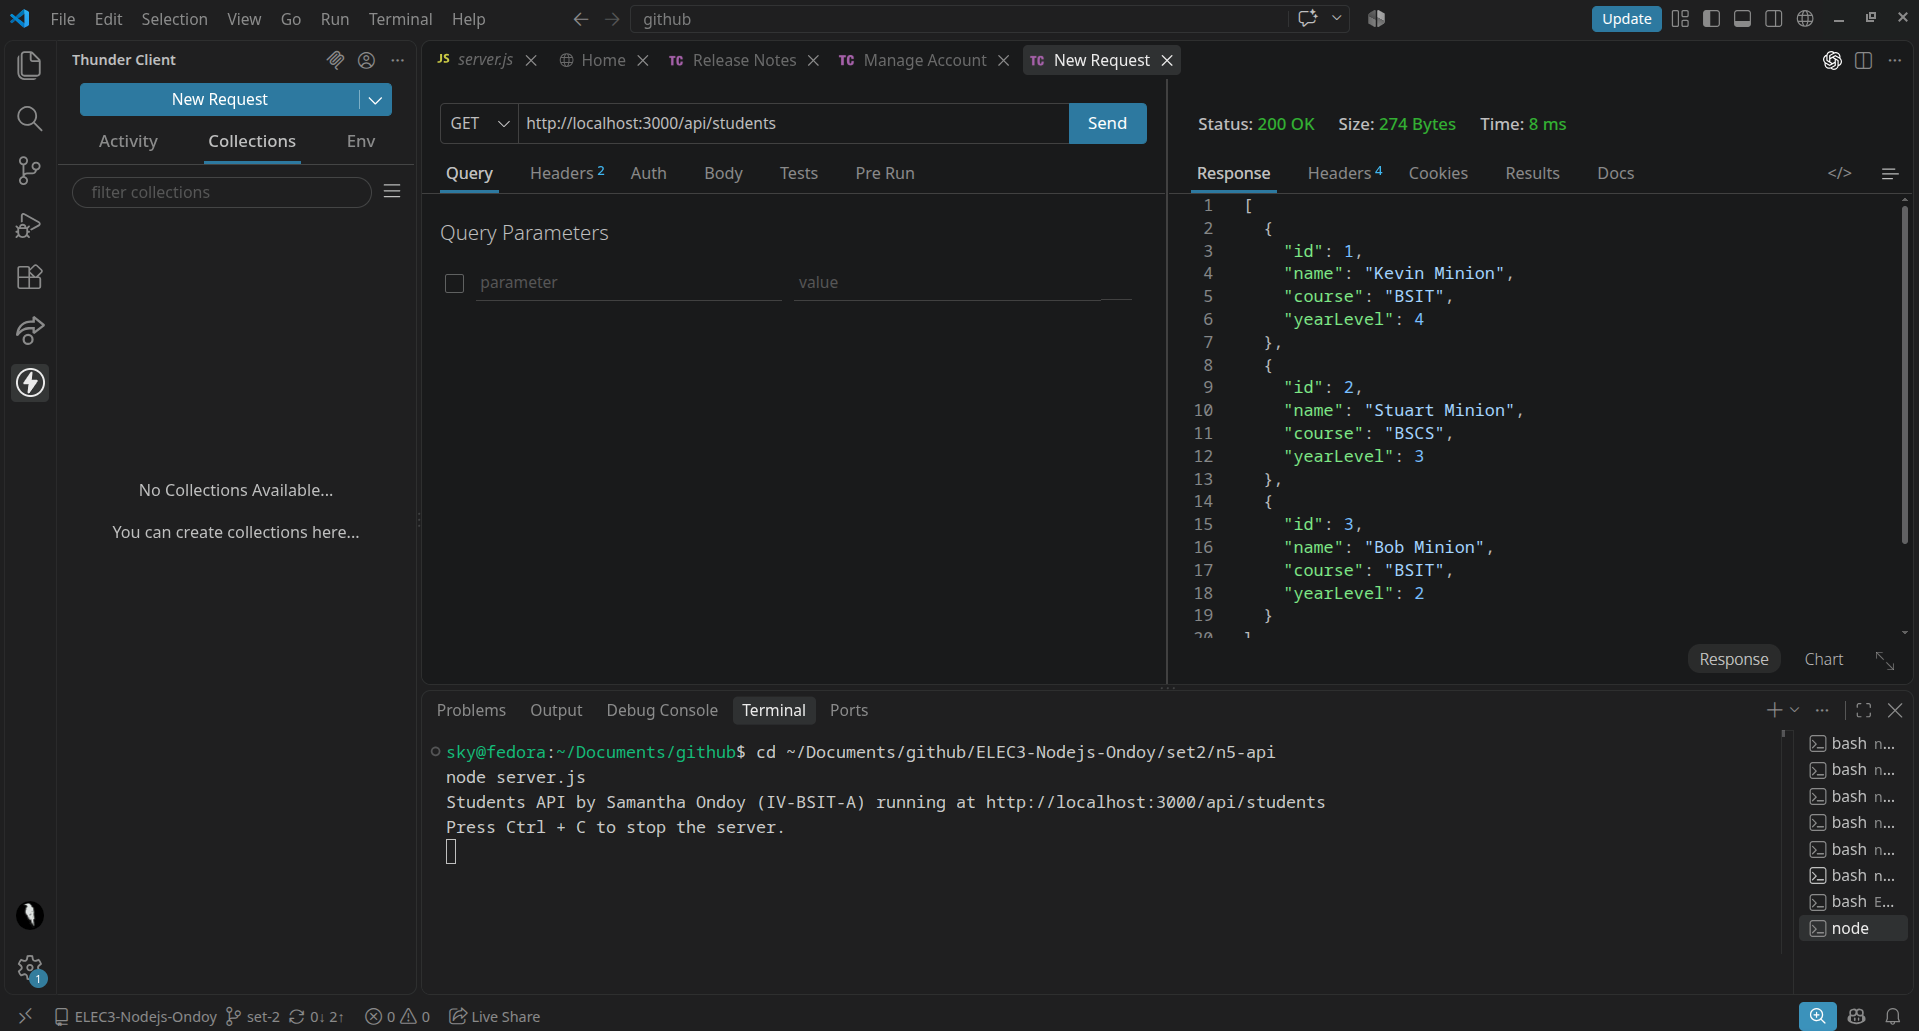 File Edit Selection View Go Run Terminal Help
github
Update
Thunder Client
New Request
Activity Collections Env
filter collections
No Collections Available...
You can create collections here...
JS server.js
Home
TC Release Notes
TC Manage Account
TC New Request
GET http://localhost:3000/api/students Send
Query Headers 2 Auth Body Tests Pre Run
Query Parameters
parameter value
Status: 200 OK Size: 274 Bytes Time: 8 ms
Response Headers 4 Cookies Results Docs </>
1 [
2 {
3 "id": 1,
4 "name": "Kevin Minion",
5 "course": "BSIT",
6 "yearLevel": 4
7 },
8 {
9 "id": 2,
10 "name": "Stuart Minion",
11 "course": "BSCS",
12 "yearLevel": 3
13 },
14 {
15 "id": 3,
16 "name": "Bob Minion",
17 "course": "BSIT",
18 "yearLevel": 2
19 }
20 ]
Response Chart
Problems Output Debug Console Terminal Ports
sky@fedora:~/Documents/github$ cd ~/Documents/github/ELEC3-Nodejs-Ondoy/set2/n5-api
node server.js
Students API by Samantha Ondoy (IV-BSIT-A) running at http://localhost:3000/api/students
Press Ctrl + C to stop the server.
bash n...
bash n...
bash n...
bash n...
bash n...
bash n...
bash E...
node
1
ELEC3-Nodejs-Ondoy set-2 0↓ 2↑ 0 0 Live Share